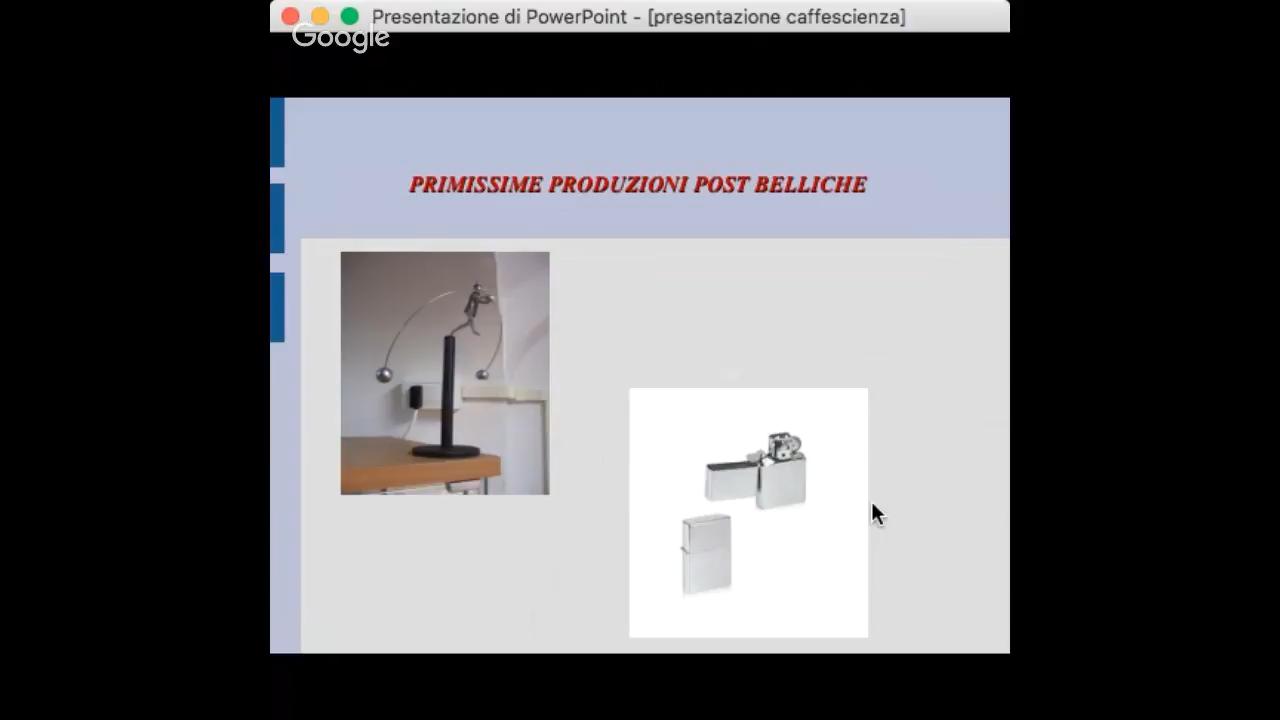 Presentazione di PowerPoint - [presentazione caffescienza]
Google
PRIMISSIME PRODUZIONI POST BELLICHE